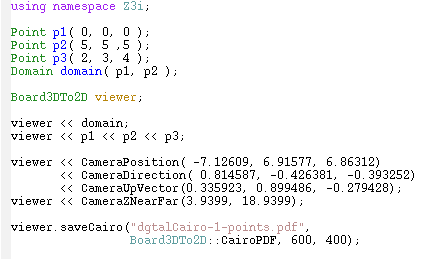 using namespace Z3i;
Point p1( 0, 0, 0 );
Point p2( 5, 5 ,5 );
Point p3( 2, 3, 4 );
Domain domain( p1, p2 );
Board3DTo2D viewer;
viewer << domain;
viewer << p1 << p2 << p3;
viewer << CameraPosition( -7.12609, 6.91577, 6.86312)
<< CameraDirection( 0.814587, -0.426381, -0.393252)
<< CameraUpVector(0.335923, 0.899486, -0.279428);
viewer << CameraZNearFar(3.9399, 18.9399);
viewer.saveCairo("dgtalCairo-1-points.pdf",
Board3DTo2D::CairoPDF, 600, 400);